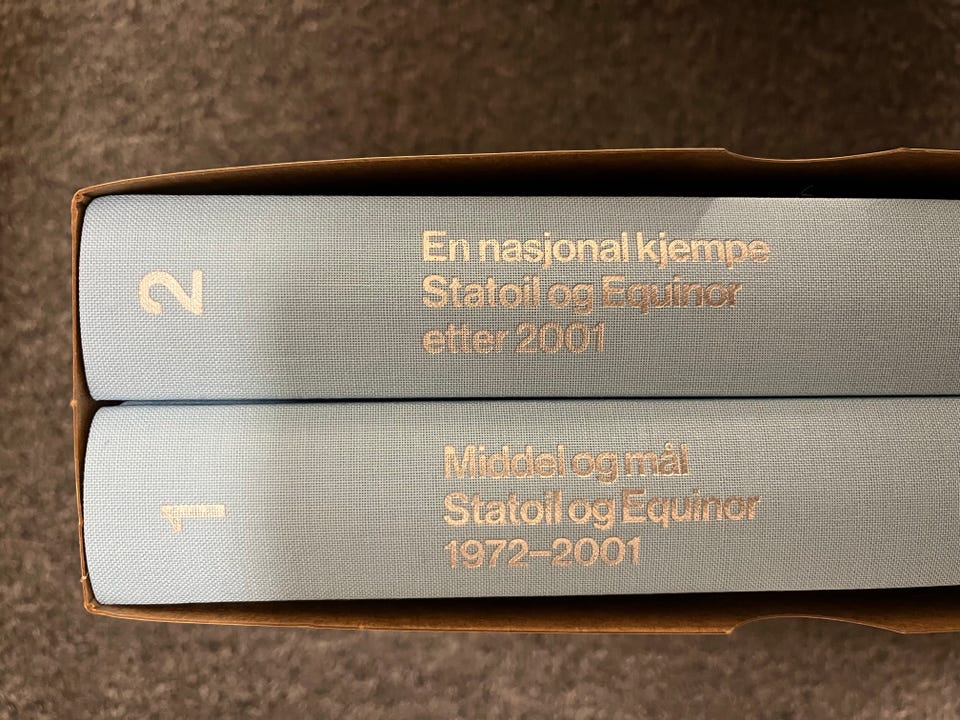 2
En nasjonal kjempe
Statoil og Equinor
etter 2001
1
Middel og mål
Statoil og Equinor
1972–2001